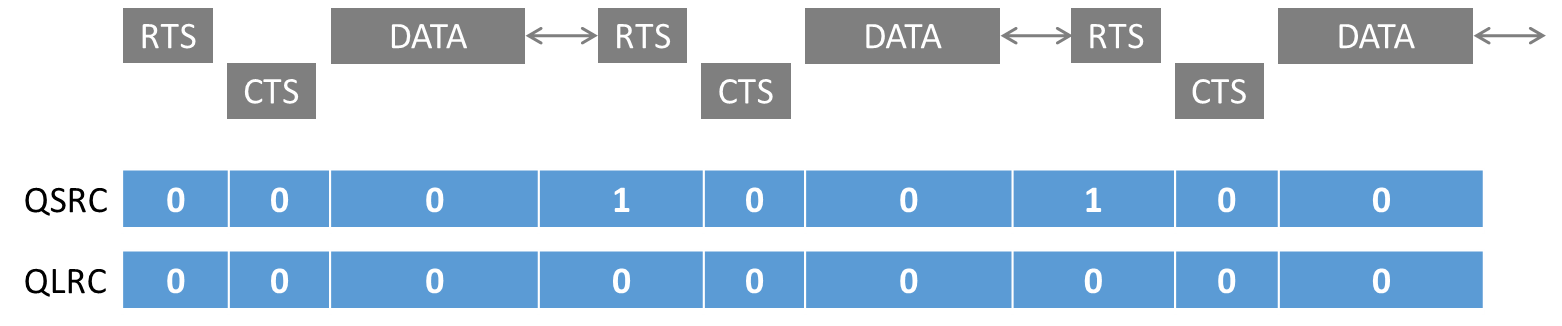 RTS DATA RTS DATA RTS DATA
CTS CTS CTS
QSRC 0 0 0 1 0 0 1 0 0
QLRC 0 0 0 0 0 0 0 0 0